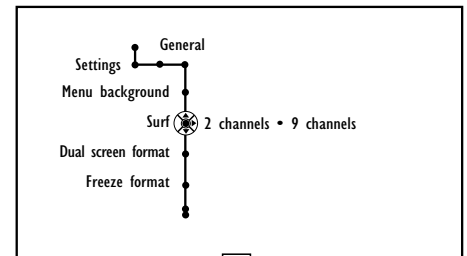 General
Settings
Menu background
Surf 2 channels • 9 channels
Dual screen format
Freeze format